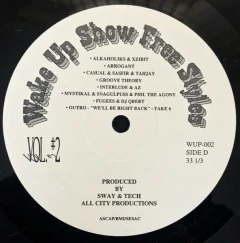 Wake Up Show Free Styles
• ALKAHOLIKS & XZIBIT
• ARROGANT
• CASUAL & SAAFIR & TARJAY
• GROOVE THEORY
• INTERLUDE & AZ
• MYSTIKAL & SNAGGLPUSS & PHIL THE AGONY
• FUGEES & DJ QBERT
• OUTRO - "WE'LL BE RIGHT BACK" - TAKE 6
VOL. #2
WUP-002
SIDE D
33 1/3
PRODUCED
BY
SWAY & TECH
ALL CITY PRODUCTIONS
ASCAP/BMI/SESAC